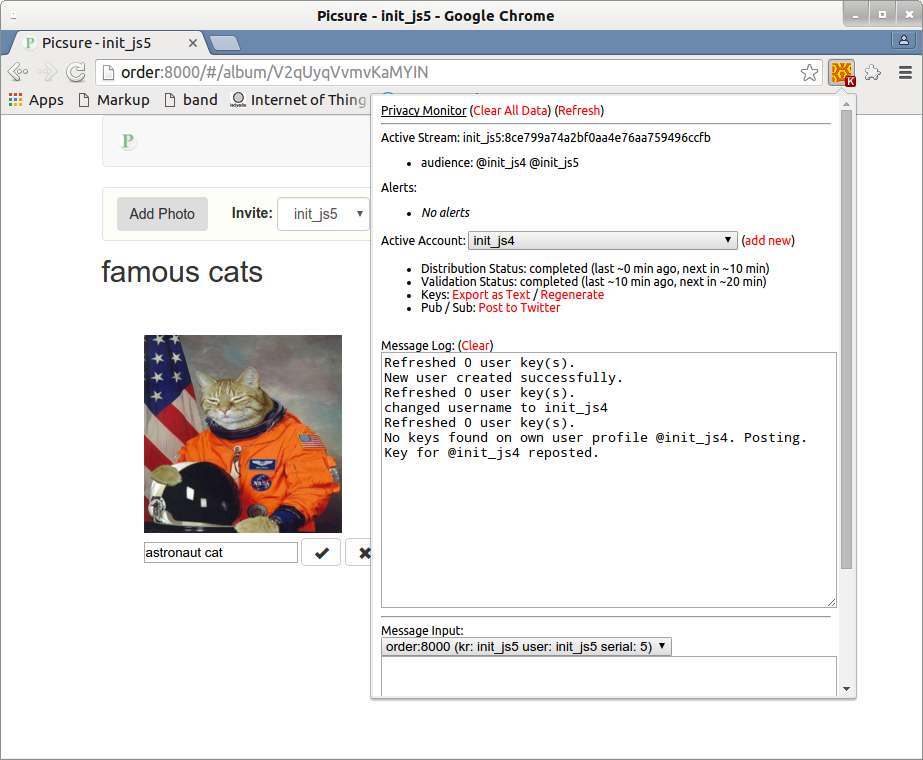 Picsure - init_js5 - Google Chrome
P Picsure - init_js5
order:8000/#/album/V2qUyqVvmvKaMYIN
K
Apps Markup band Internet of Thing
P
Add Photo Invite: init_js5
famous cats
NASA
astronaut cat
Privacy Monitor (Clear All Data) (Refresh)
Active Stream: init_js5:8ce799a74a2bf0aa4e76aa759496ccfb
• audience: @init_js4 @init_js5
Alerts:
• No alerts
Active Account: init_js4 (add new)
• Distribution Status: completed (last ~0 min ago, next in ~10 min)
• Validation Status: completed (last ~10 min ago, next in ~20 min)
• Keys: Export as Text / Regenerate
• Pub / Sub: Post to Twitter
Message Log: (Clear)
Refreshed 0 user key(s).
New user created successfully.
Refreshed 0 user key(s).
changed username to init_js4
Refreshed 0 user key(s).
No keys found on own user profile @init_js4. Posting.
Key for @init_js4 reposted.
Message Input:
order:8000 (kr: init_js5 user: init_js5 serial: 5)